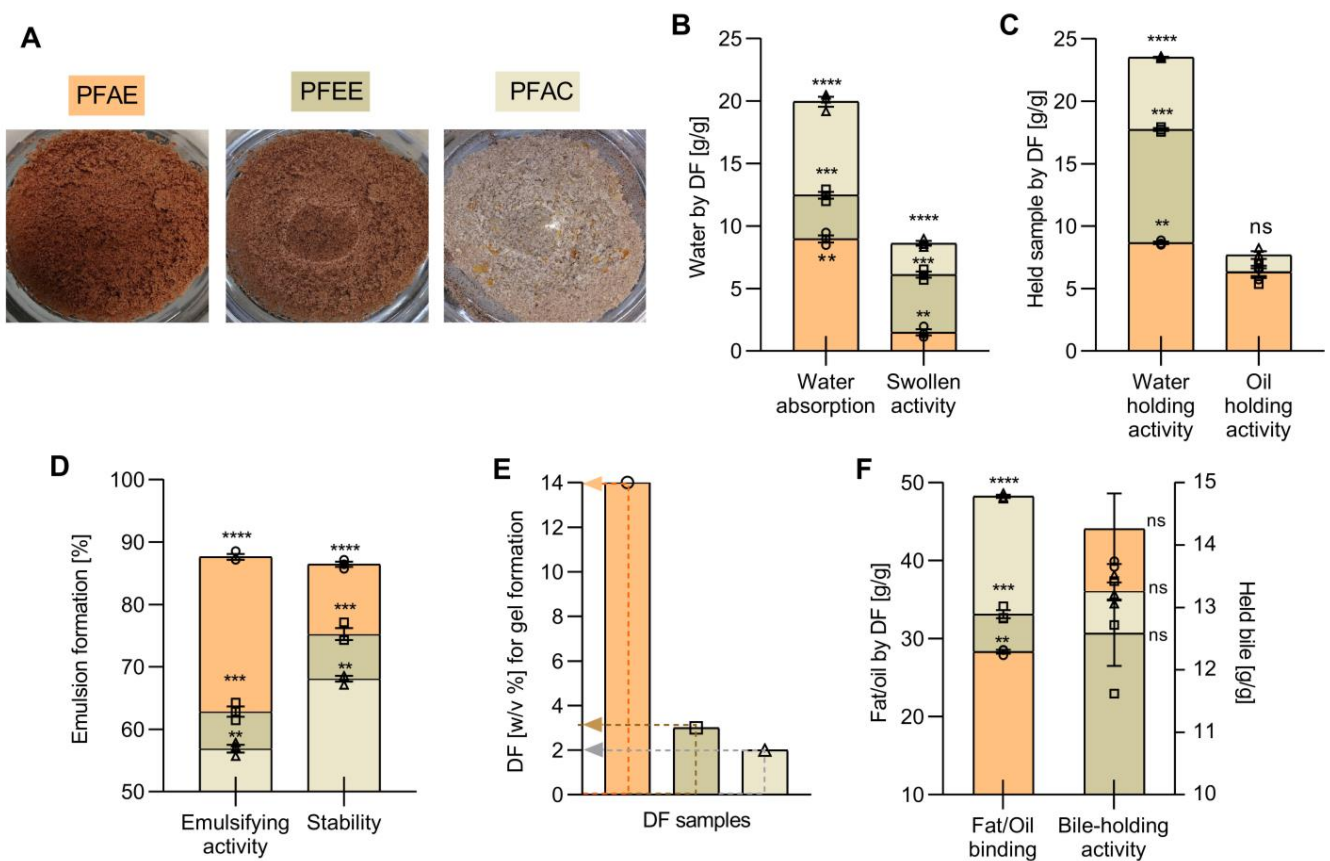 A
PFAE
PFEE
PFAC
B
Water by DF [g/g]
25
20
15
10
5
0
****
***
**
****
***
**
Water
absorption
Swollen
activity
C
Held sample by DF [g/g]
25
20
15
10
5
0
****
***
**
ns
Water
holding
activity
Oil
holding
activity
D
Emulsion formation [%]
100
90
80
70
60
50
****
***
**
****
***
**
Emulsifying
activity
Stability
E
DF [w/v %] for gel formation
14
12
10
8
6
4
2
0
DF samples
F
Fat/oil by DF [g/g]
50
40
30
20
10
****
***
**
ns
ns
ns
15
14
13
12
11
10
Held bile [g/g]
Fat/Oil
binding
Bile-holding
activity